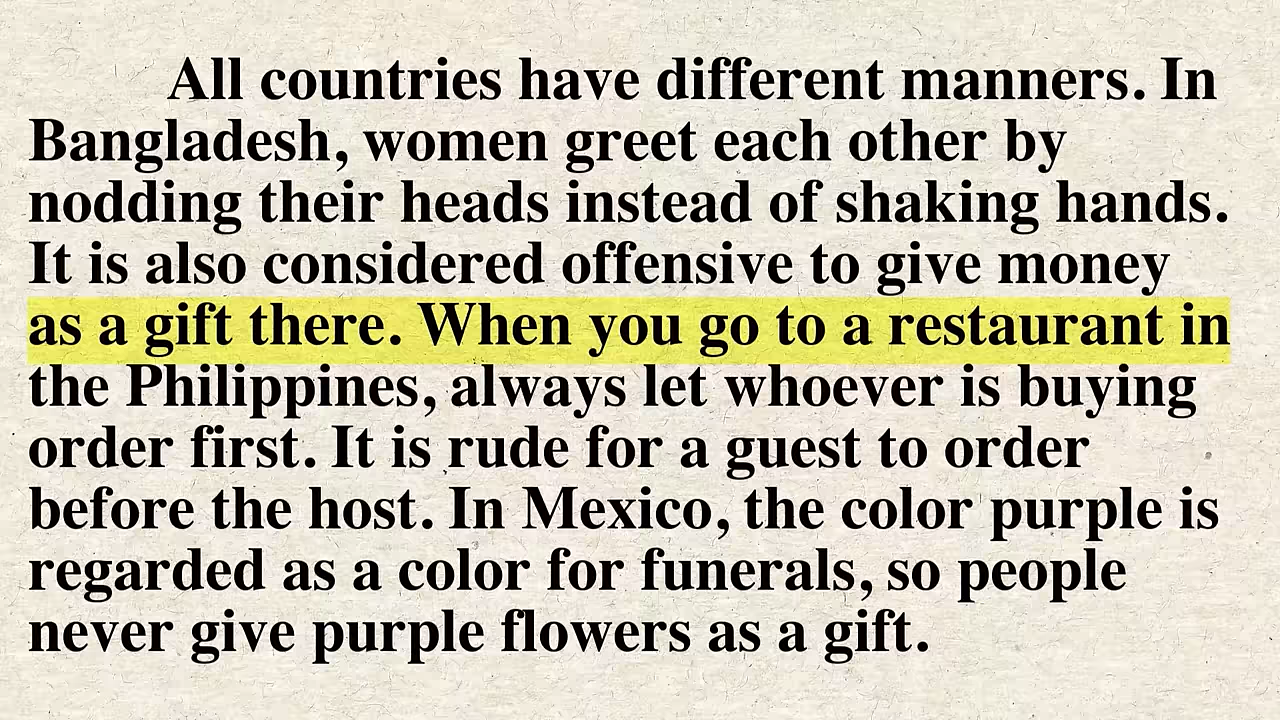 All countries have different manners. In
Bangladesh, women greet each other by
nodding their heads instead of shaking hands.
It is also considered offensive to give money
as a gift there. When you go to a restaurant in
the Philippines, always let whoever is buying
order first. It is rude for a guest to order
before the host. In Mexico, the color purple is
regarded as a color for funerals, so people
never give purple flowers as a gift.